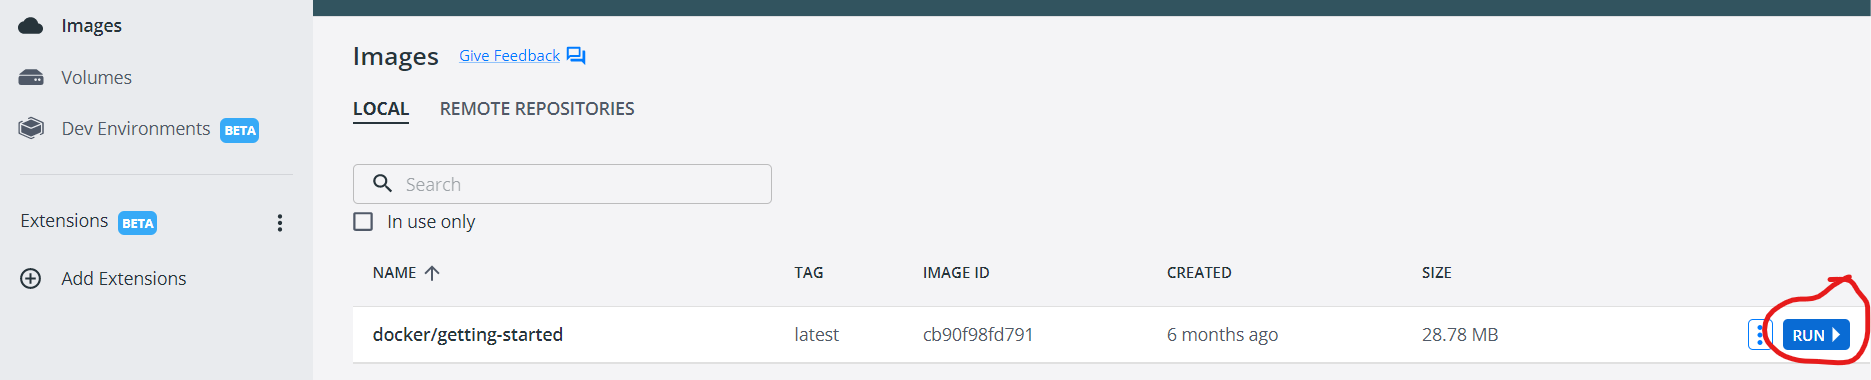 Images
Volumes
Dev Environments BETA
Extensions BETA
Add Extensions
Images Give Feedback
LOCAL REMOTE REPOSITORIES
Search
In use only
NAME TAG IMAGE ID CREATED SIZE
docker/getting-started latest cb90f98fd791 6 months ago 28.78 MB RUN